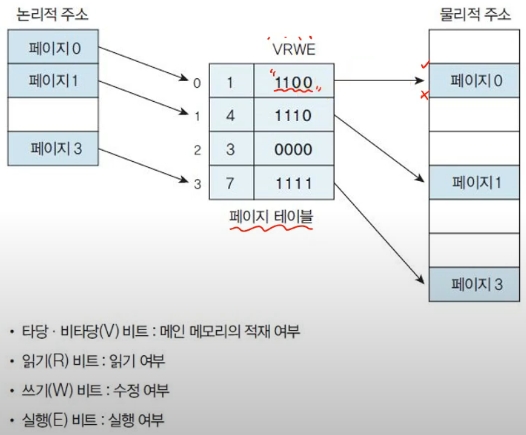 논리적 주소
물리적 주소
VRWE
페이지 0
페이지 1
페이지 3
0 1 1100
1 4 1110
2 3 0000
3 7 1111
페이지 테이블
페이지 0
페이지 1
페이지 3
• 타당·비타당(V) 비트 : 메인 메모리의 적재 여부
• 읽기(R) 비트 : 읽기 여부
• 쓰기(W) 비트 : 수정 여부
• 실행(E) 비트 : 실행 여부